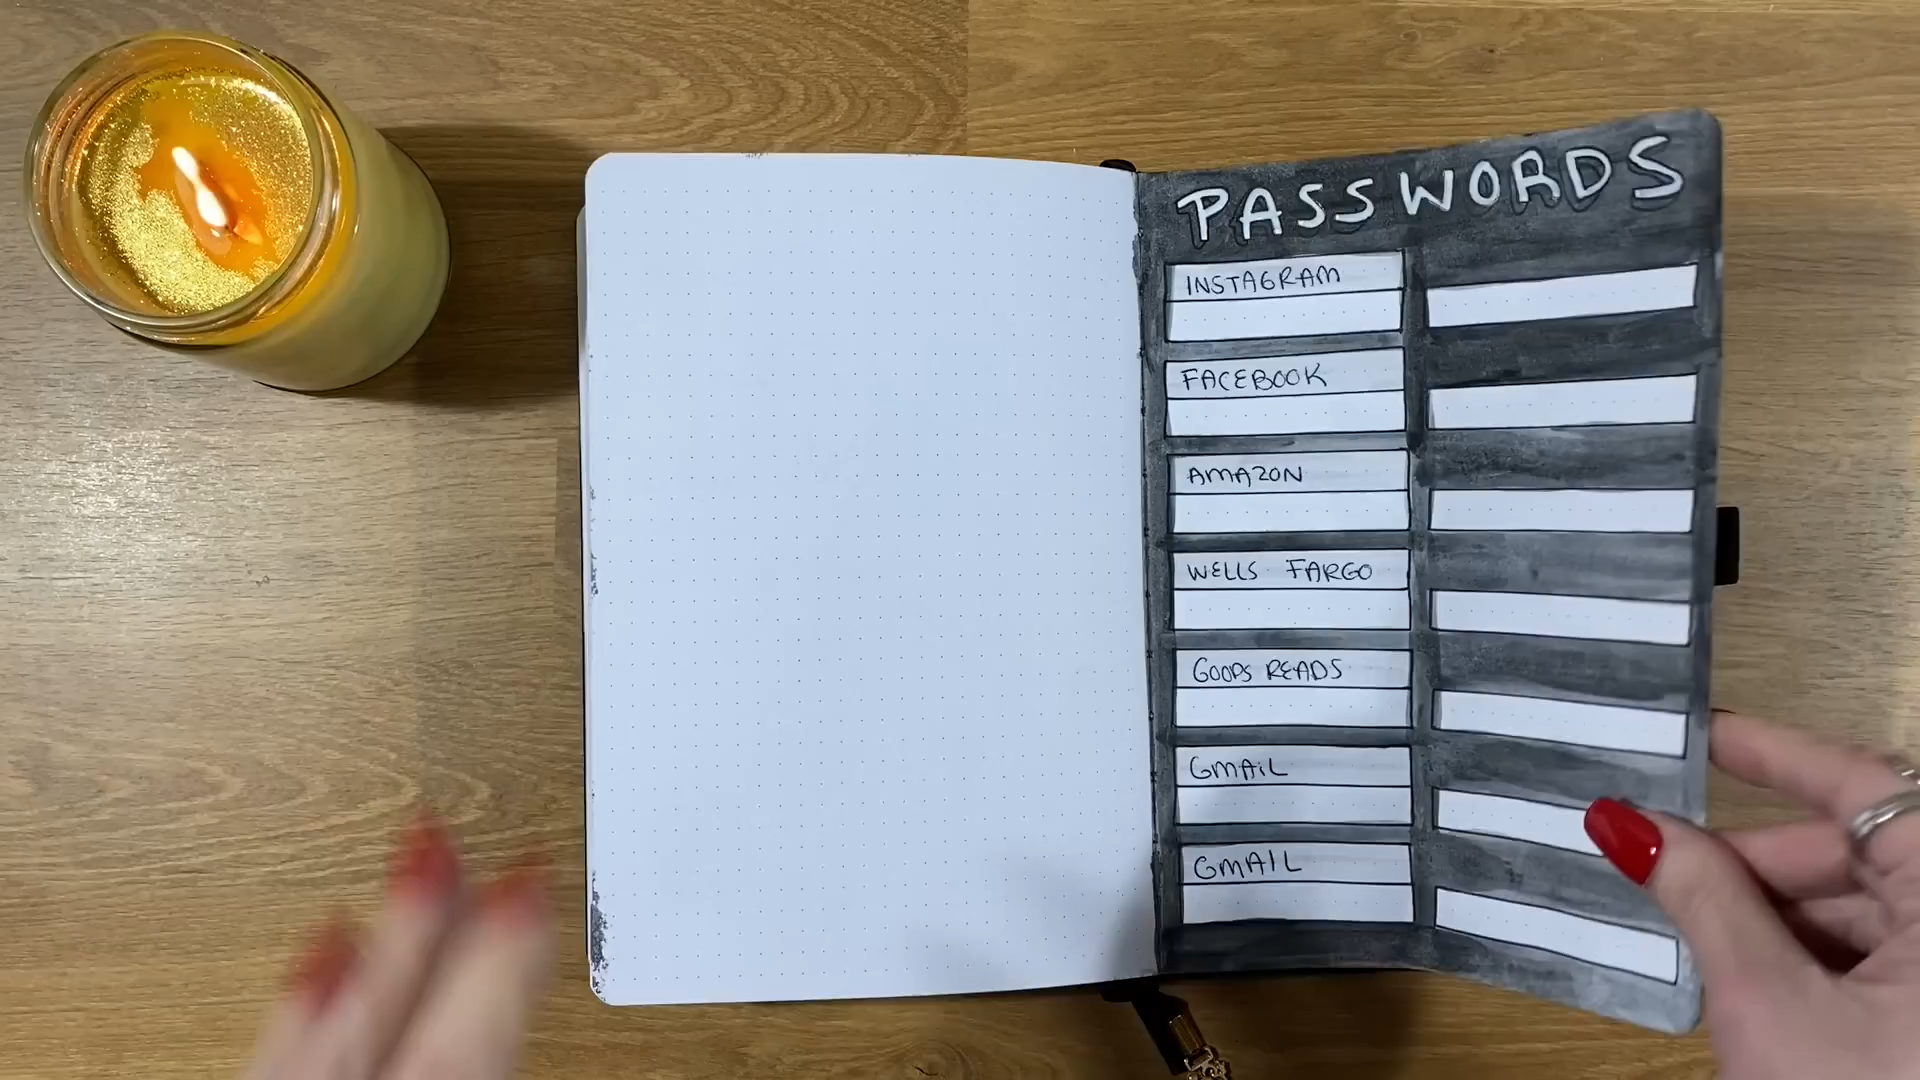 PASSWORDS
INSTAGRAM
FACEBOOK
AMAZON
WELLS FARGO
GOODS READS
GMAIL
GMAIL